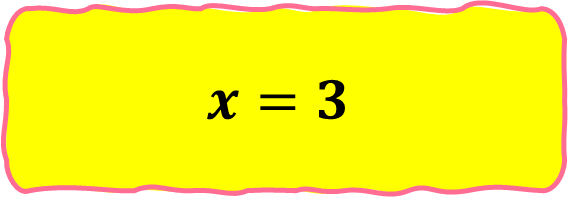 x = 3